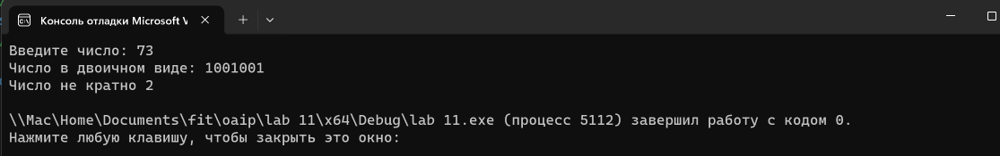 Консоль отладки Microsoft V
Введите число: 73
Число в двоичном виде: 1001001
Число не кратно 2
\\Mac\Home\Documents\fit\oaip\lab 11\x64\Debug\lab 11.exe (процесс 5112) завершил работу с кодом 0.
Нажмите любую клавишу, чтобы закрыть это окно: